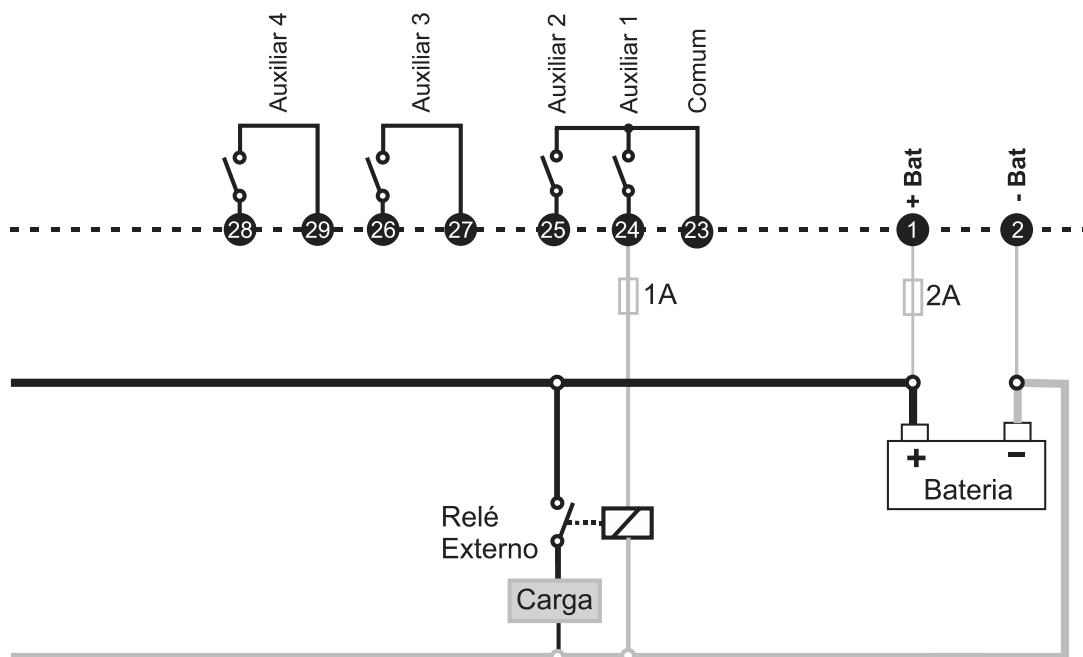 Auxiliar 4
Auxiliar 3
Auxiliar 2
Auxiliar 1
Comum
+ Bat
- Bat
28
29
26
27
25
24
23
1
2
1A
2A
+
−
Bateria
Relé
Externo
Carga